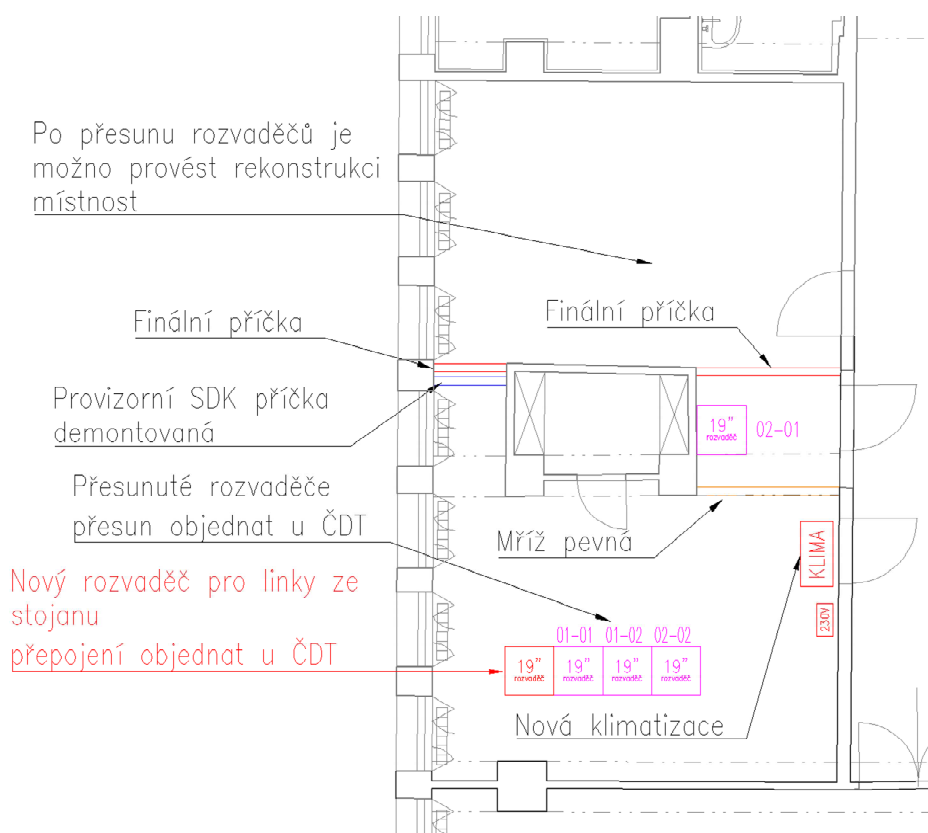 Po přesunu rozvaděčů je
možno provést rekonstrukci
místnost
Finální příčka
Finální příčka
Provizorní SDK příčka
demontovaná
19"
rozvaděč
02-01
Přesunuté rozvaděče
přesun objednat u ČDT
Mříž pevná
KLIMA
Nový rozvaděč pro linky ze
stojanu
přepojení objednat u ČDT
230V
01-01 01-02 02-02
19" 19" 19" 19"
rozvaděč rozvaděč rozvaděč rozvaděč
Nová klimatizace